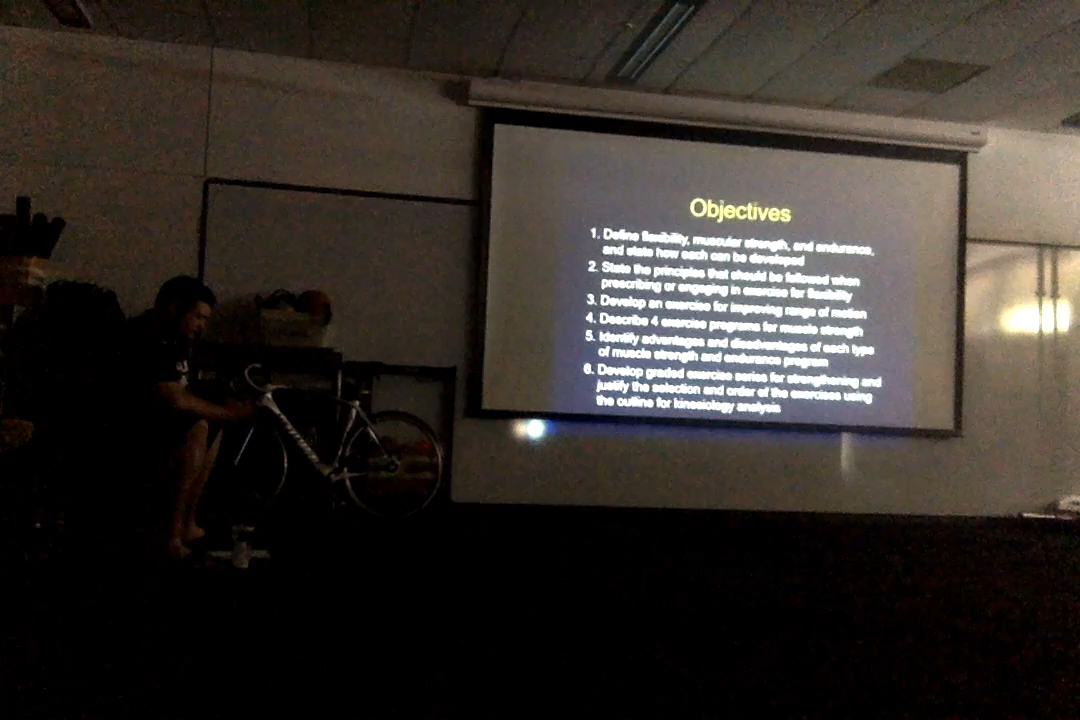 Objectives
1. Define flexibility, muscular strength, and endurance,
and state how each can be developed
2. State the principles that should be followed when
prescribing or engaging in exercise for flexibility
3. Develop an exercise for improving range of motion
4. Describe 4 exercise programs for muscle strength
5. Identify advantages and disadvantages of each type
of muscle strength and endurance program
6. Develop graded exercise series for strengthening and
justify the selection and order of the exercises using
the outline for kinesiology analysis